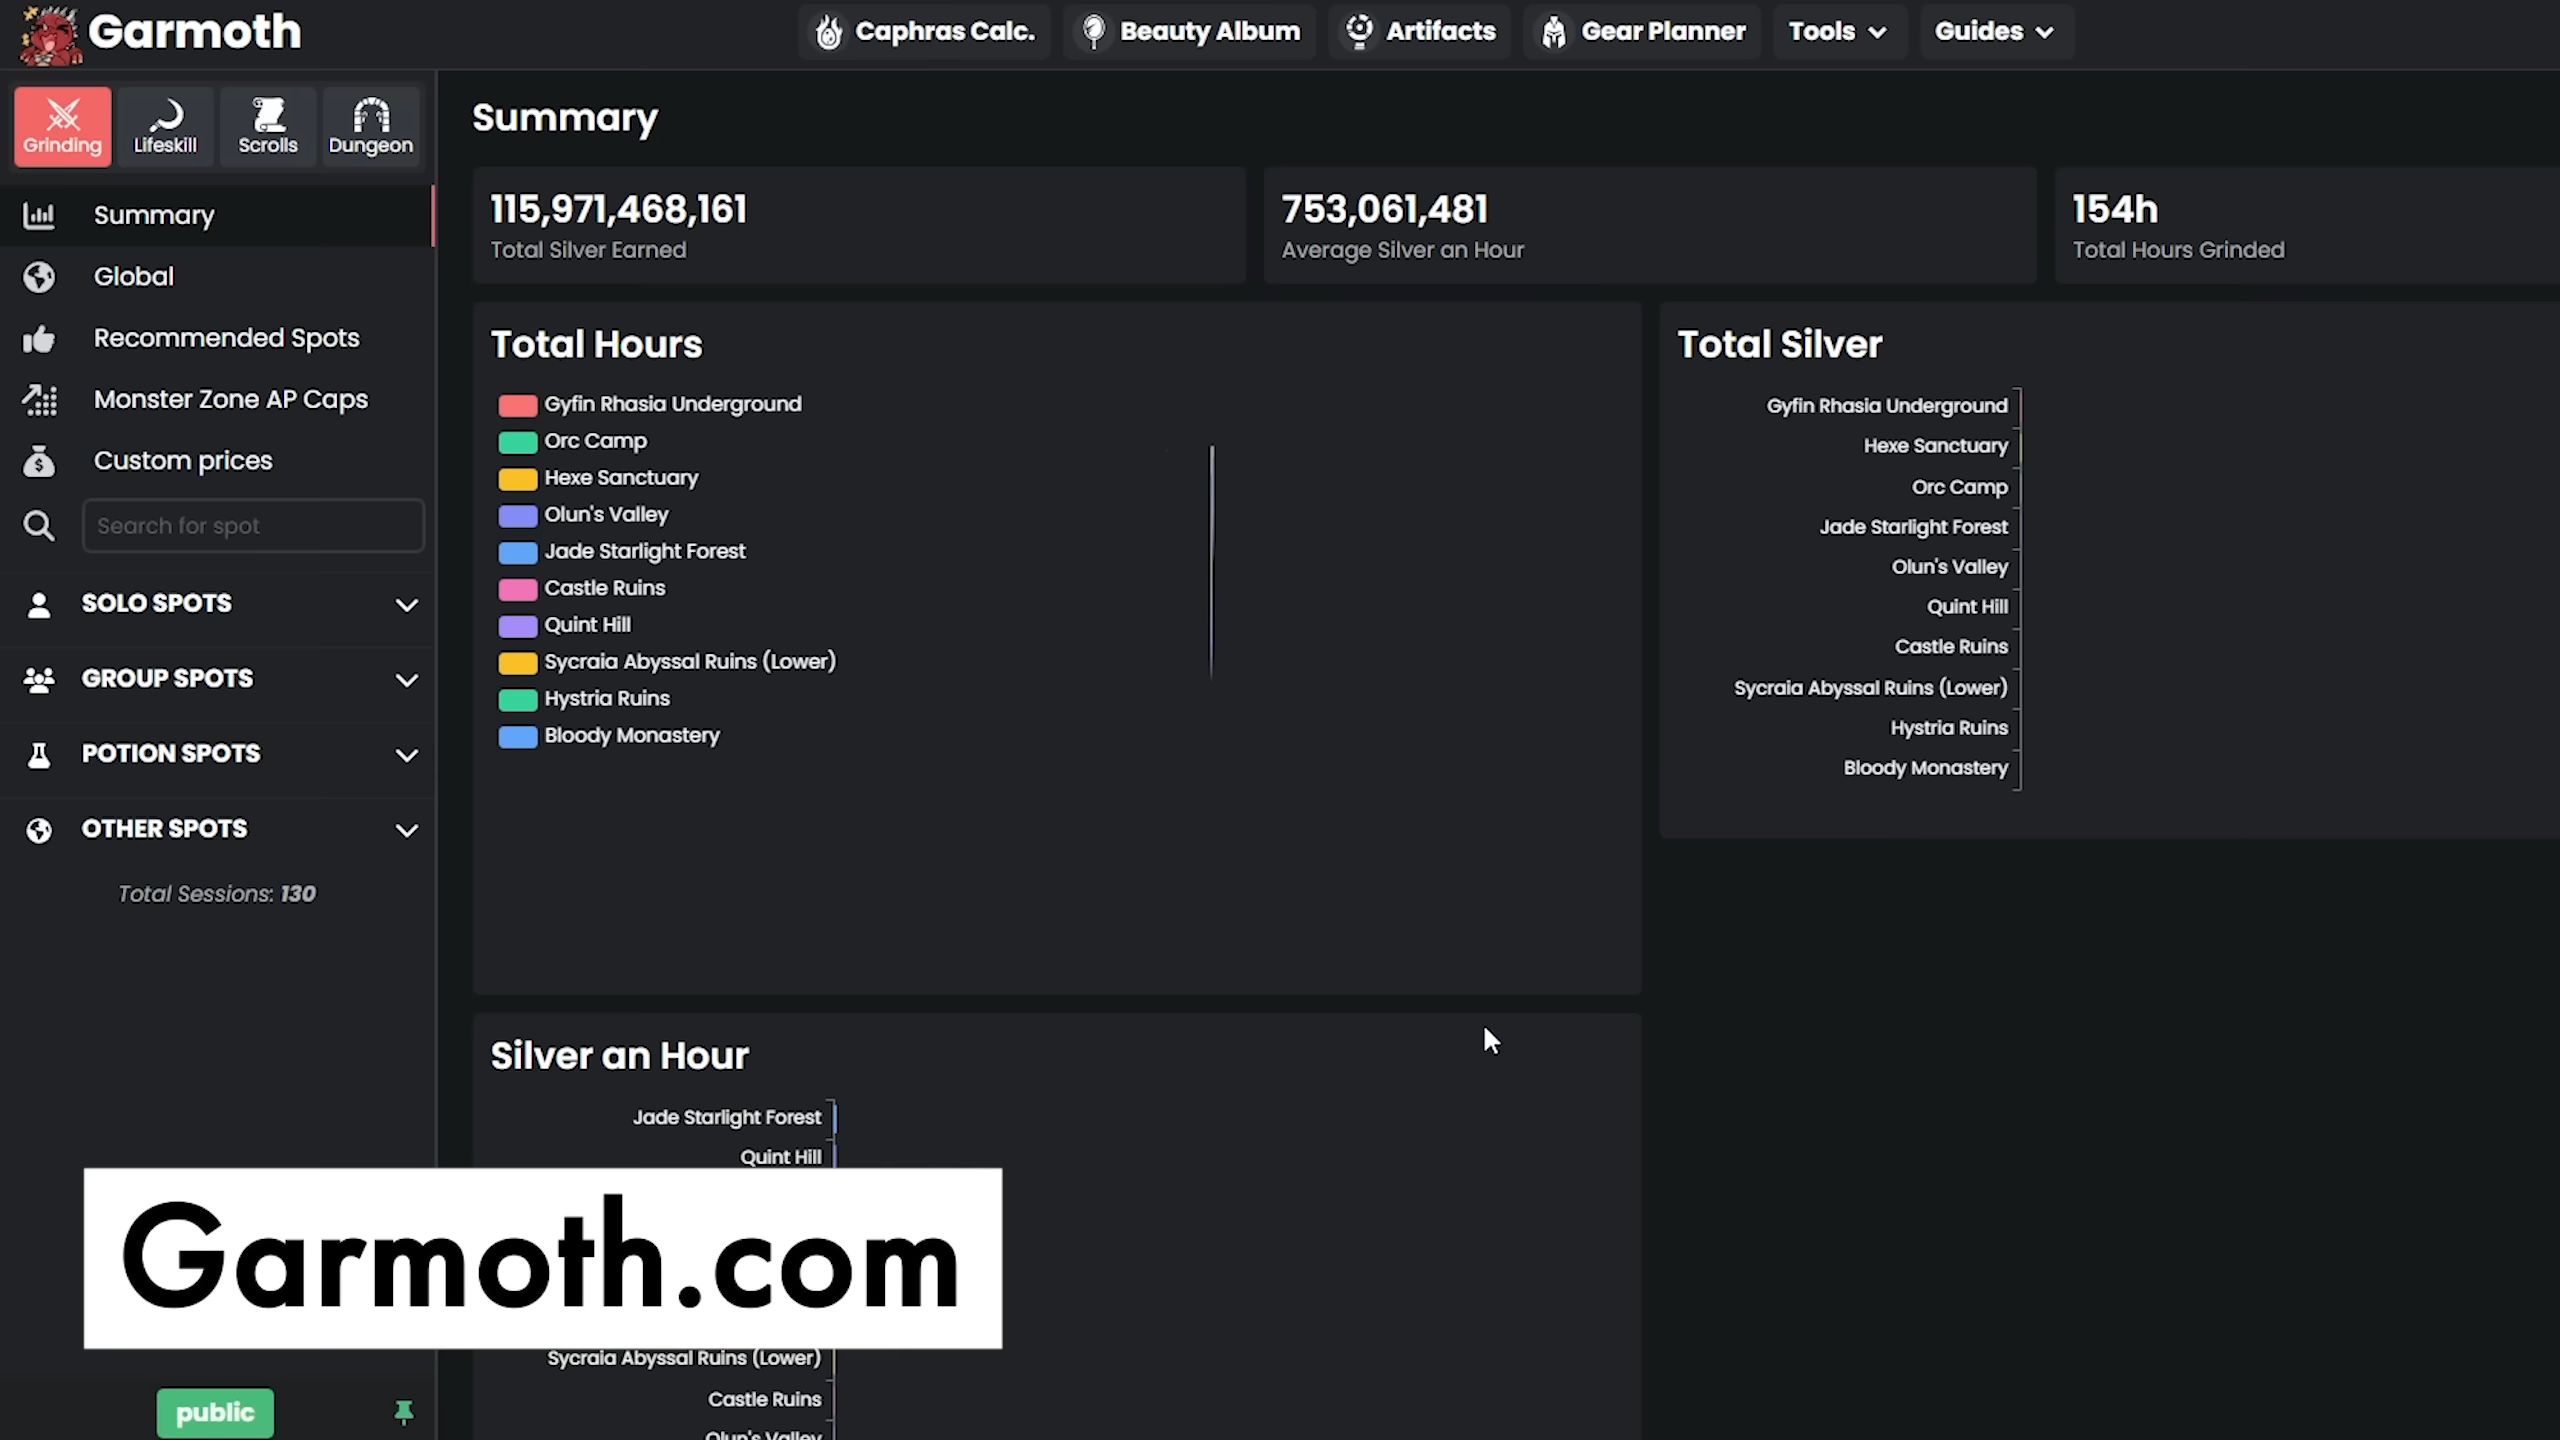 Garmoth
Caphras Calc.
Beauty Album
Artifacts
Gear Planner
Tools
Guides
Grinding
Lifeskill
Scrolls
Dungeon
Summary
Global
Recommended Spots
Monster Zone AP Caps
Custom prices
Search for spot
SOLO SPOTS
GROUP SPOTS
POTION SPOTS
OTHER SPOTS
Total Sessions: 130
public
Summary
115,971,468,161
Total Silver Earned
753,061,481
Average Silver an Hour
154h
Total Hours Grinded
Total Hours
Gyfin Rhasia Underground
Orc Camp
Hexe Sanctuary
Olun's Valley
Jade Starlight Forest
Castle Ruins
Quint Hill
Sycraia Abyssal Ruins (Lower)
Hystria Ruins
Bloody Monastery
Total Silver
Gyfin Rhasia Underground
Hexe Sanctuary
Orc Camp
Jade Starlight Forest
Olun's Valley
Quint Hill
Castle Ruins
Sycraia Abyssal Ruins (Lower)
Hystria Ruins
Bloody Monastery
Silver an Hour
Jade Starlight Forest
Quint Hill
Garmoth.com
Sycraia Abyssal Ruins (Lower)
Castle Ruins
Olun's Valley